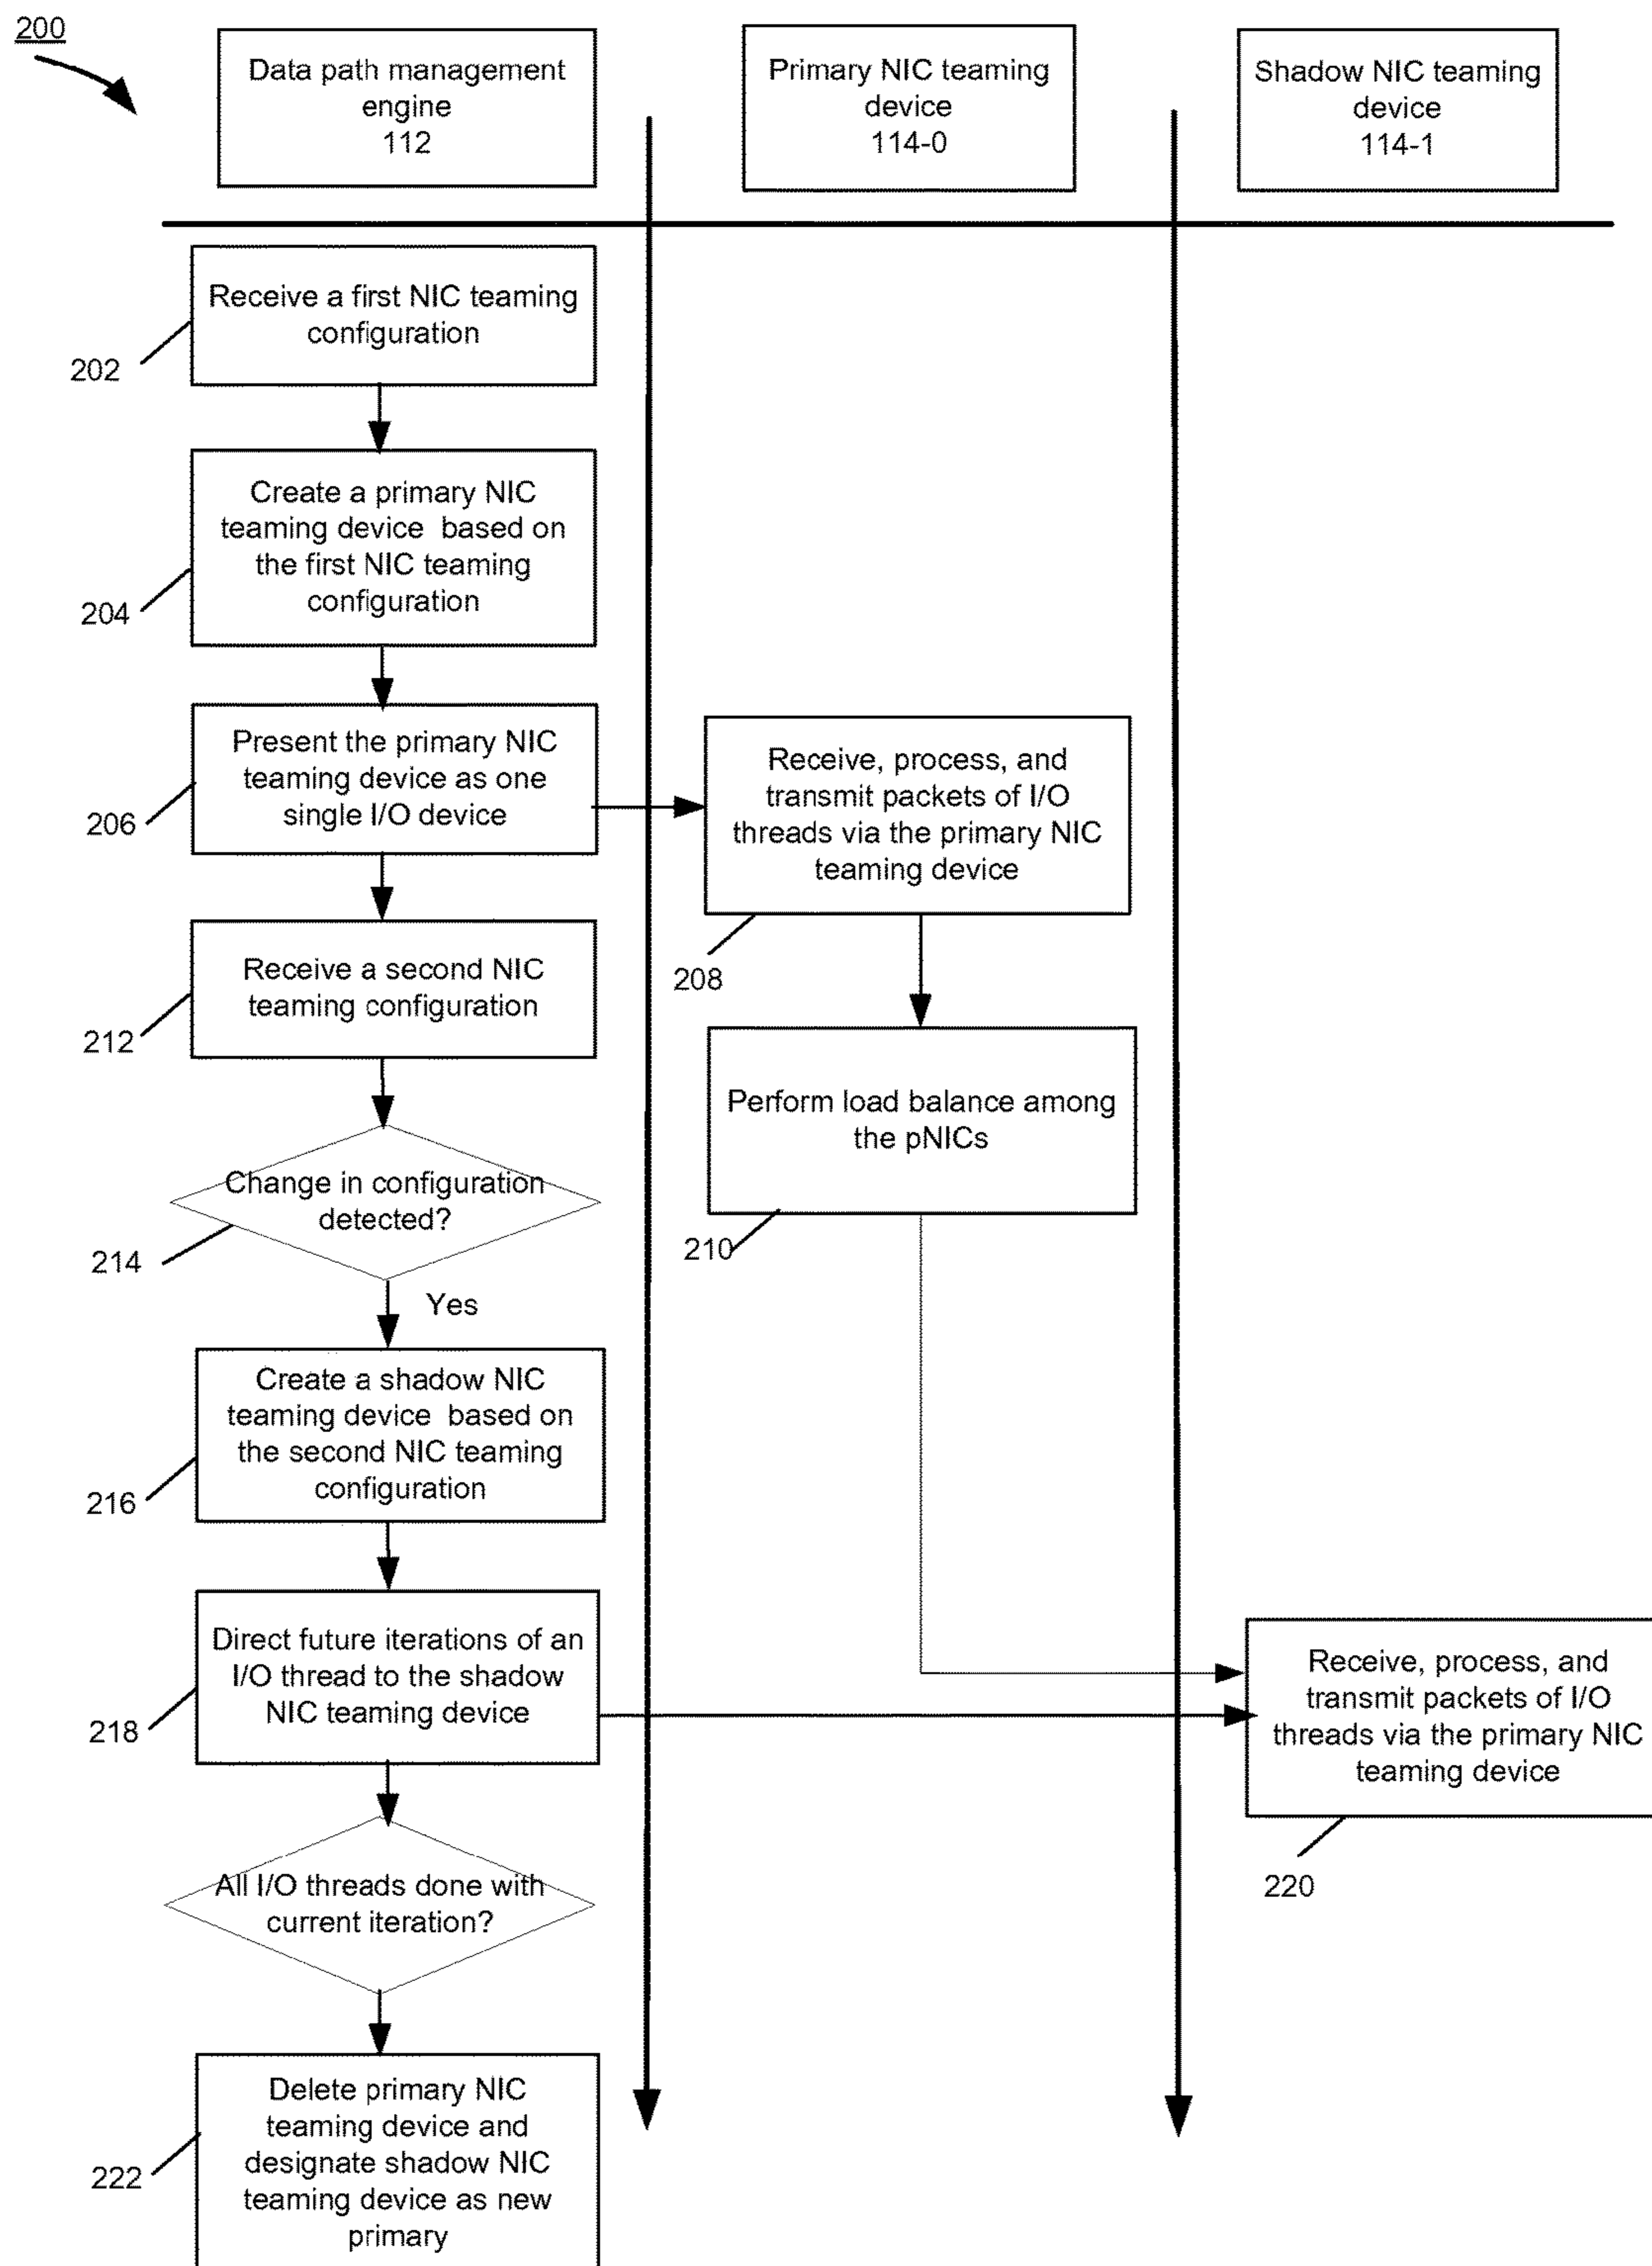 200
Data path management
engine
112
Primary NIC teaming
device
114-0
Shadow NIC teaming
device
114-1
Receive a first NIC teaming
configuration
202
Create a primary NIC
teaming device based on
the first NIC teaming
configuration
204
Present the primary NIC
teaming device as one
single I/O device
206
Receive, process, and
transmit packets of I/O
threads via the primary NIC
teaming device
208
Receive a second NIC
teaming configuration
212
Perform load balance among
the pNICs
210
Change in configuration
detected?
214
Yes
Create a shadow NIC
teaming device based on
the second NIC teaming
configuration
216
Direct future iterations of an
I/O thread to the shadow
NIC teaming device
218
Receive, process, and
transmit packets of I/O
threads via the primary NIC
teaming device
220
All I/O threads done with
current iteration?
Delete primary NIC
teaming device and
designate shadow NIC
teaming device as new
primary
222